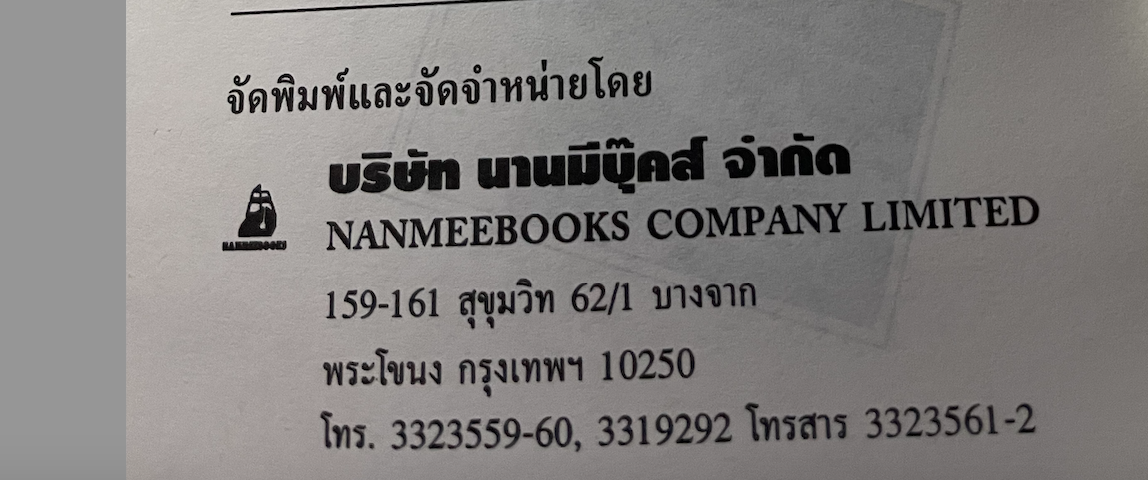 จัดพิมพ์และจัดจำหน่ายโดย
บริษัท นานมีบุ๊คส์ จำกัด
NANMEEBOOKS
NANMEEBOOKS COMPANY LIMITED
159-161 สุขุมวิท 62/1 บางจาก
พระโขนง กรุงเทพฯ 10250
โทร. 3323559-60, 3319292 โทรสาร 3323561-2